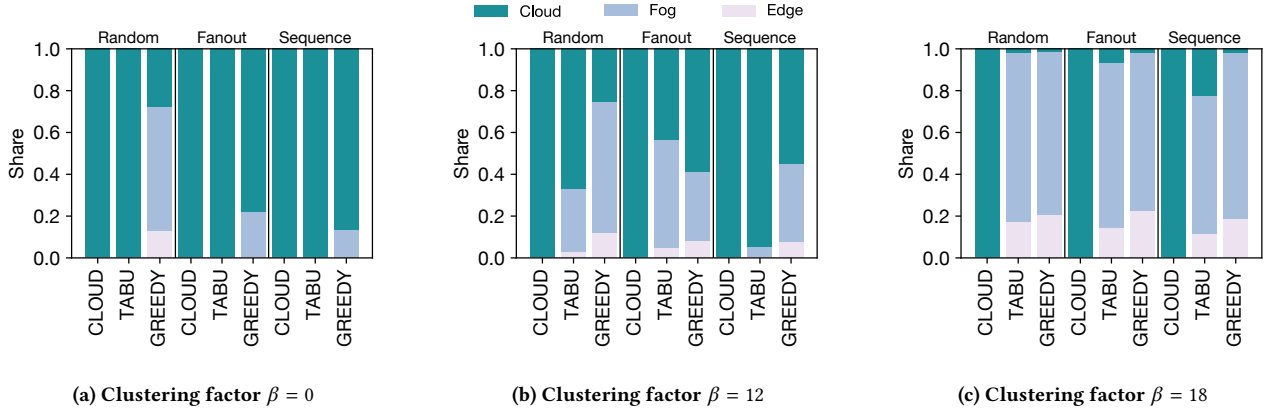 Cloud Fog Edge
Random Fanout Sequence
1.0
0.8
0.6
0.4
0.2
0.0
Share
CLOUD
TABU
GREEDY
CLOUD
TABU
GREEDY
CLOUD
TABU
GREEDY
(a) Clustering factor β = 0
Random Fanout Sequence
1.0
0.8
0.6
0.4
0.2
0.0
Share
CLOUD
TABU
GREEDY
CLOUD
TABU
GREEDY
CLOUD
TABU
GREEDY
(b) Clustering factor β = 12
Random Fanout Sequence
1.0
0.8
0.6
0.4
0.2
0.0
Share
CLOUD
TABU
GREEDY
CLOUD
TABU
GREEDY
CLOUD
TABU
GREEDY
(c) Clustering factor β = 18